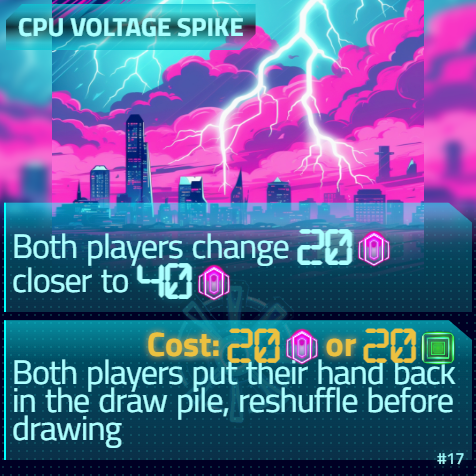 CPU VOLTAGE SPIKE
Both players change 20
closer to 40
Cost: 20 or 20
Both players put their hand back
in the draw pile, reshuffle before
drawing
#17